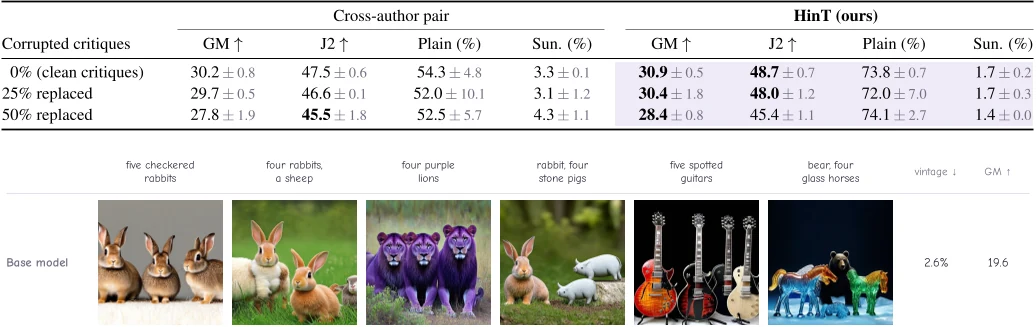 Cross-author pair HinT (ours)
Corrupted critiques GM ↑ J2 ↑ Plain (%) Sun. (%) GM ↑ J2 ↑ Plain (%) Sun. (%)
0% (clean critiques) 30.2 ± 0.8 47.5 ± 0.6 54.3 ± 4.8 3.3 ± 0.1 30.9 ± 0.5 48.7 ± 0.7 73.8 ± 0.7 1.7 ± 0.2
25% replaced 29.7 ± 0.5 46.6 ± 0.1 52.0 ± 10.1 3.1 ± 1.2 30.4 ± 1.8 48.0 ± 1.2 72.0 ± 7.0 1.7 ± 0.3
50% replaced 27.8 ± 1.9 45.5 ± 1.8 52.5 ± 5.7 4.3 ± 1.1 28.4 ± 0.8 45.4 ± 1.1 74.1 ± 2.7 1.4 ± 0.0
five checkered rabbits
four rabbits, a sheep
four purple lions
rabbit, four stone pigs
five spotted guitars
bear, four glass horses
vintage ↓ GM ↑
Base model 2.6% 19.6